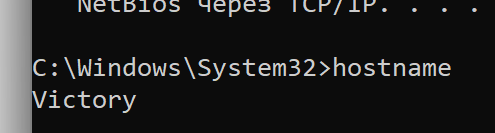 NetBios через TCP/IP. . . .
C:\Windows\System32>hostname
Victory